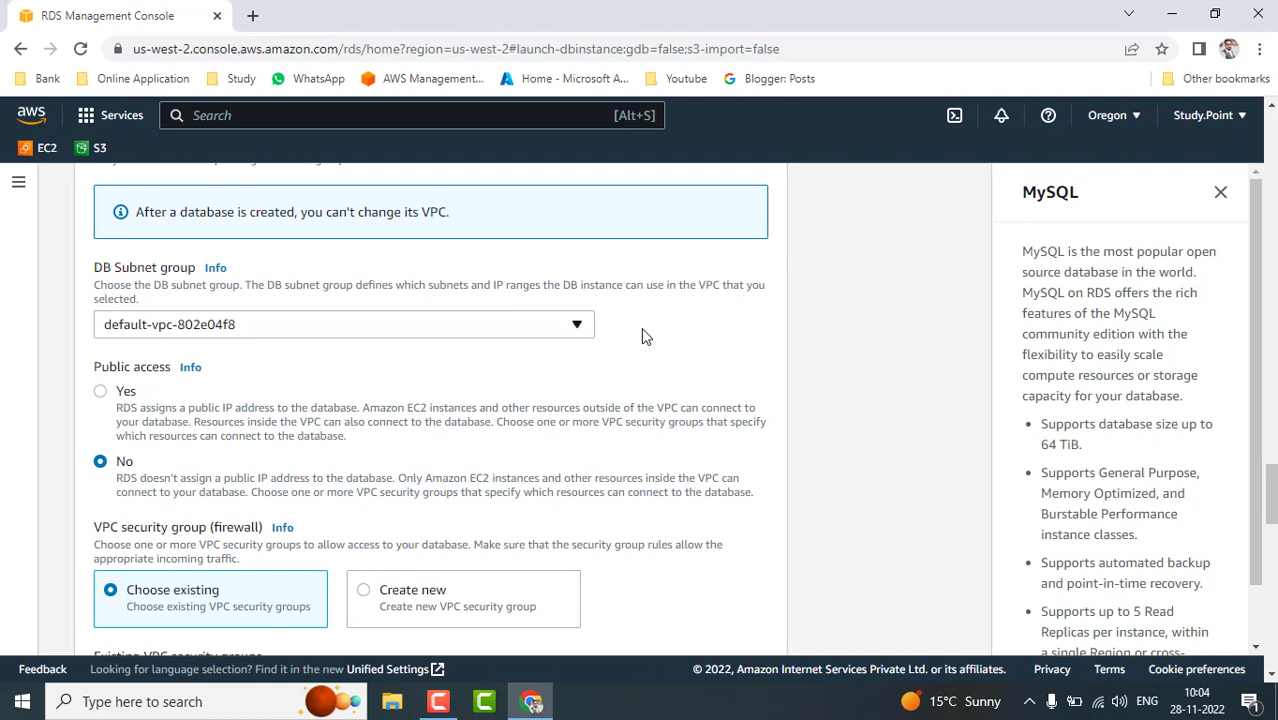 RDS Management Console
us-west-2.console.aws.amazon.com/rds/home?region=us-west-2#launch-dbinstance:gdb=false;s3-import=false
Bank
Online Application
Study
WhatsApp
AWS Management...
Home - Microsoft A...
Youtube
Blogger: Posts
Other bookmarks
aws
Services
Search
[Alt+S]
Oregon
Study.Point
EC2
S3
After a database is created, you can't change its VPC.
DB Subnet group Info
Choose the DB subnet group. The DB subnet group defines which subnets and IP ranges the DB instance can use in the VPC that you
selected.
default-vpc-802e04f8
Public access Info
Yes
RDS assigns a public IP address to the database. Amazon EC2 instances and other resources outside of the VPC can connect to
your database. Resources inside the VPC can also connect to the database. Choose one or more VPC security groups that specify
which resources can connect to the database.
No
RDS doesn't assign a public IP address to the database. Only Amazon EC2 instances and other resources inside the VPC can
connect to your database. Choose one or more VPC security groups that specify which resources can connect to the database.
VPC security group (firewall) Info
Choose one or more VPC security groups to allow access to your database. Make sure that the security group rules allow the
appropriate incoming traffic.
Choose existing
Choose existing VPC security groups
Create new
Create new VPC security group
Existing VPC security groups
MySQL
MySQL is the most popular open
source database in the world.
MySQL on RDS offers the rich
features of the MySQL
community edition with the
flexibility to easily scale
compute resources or storage
capacity for your database.
• Supports database size up to
64 TiB.
• Supports General Purpose,
Memory Optimized, and
Burstable Performance
instance classes.
• Supports automated backup
and point-in-time recovery.
• Supports up to 5 Read
Replicas per instance, within
a single Region or cross-
Feedback
Looking for language selection? Find it in the new Unified Settings
© 2022, Amazon Internet Services Private Ltd. or its affiliates.
Privacy
Terms
Cookie preferences
Type here to search
15°C Sunny
ENG
10:04
28-11-2022
1